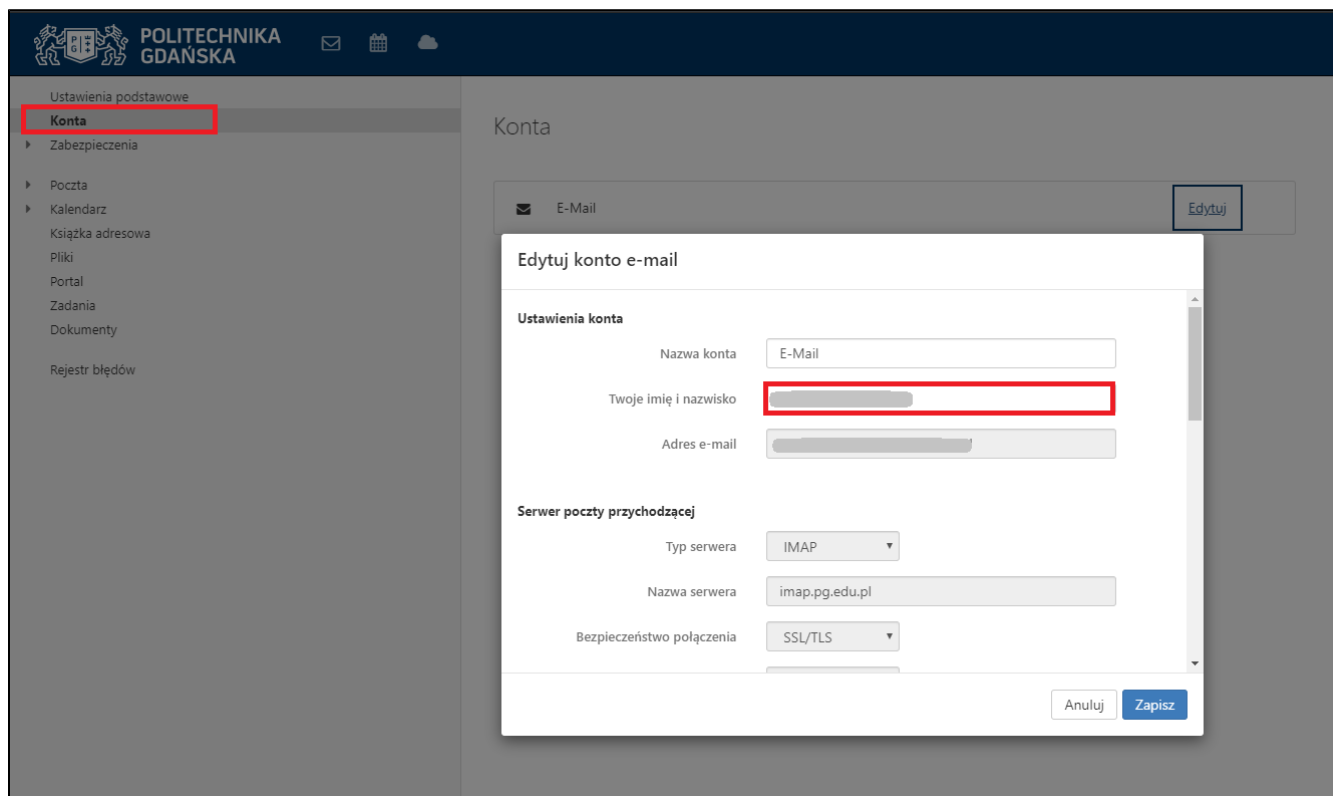 POLITECHNIKA
GDAŃSKA
PG
Ustawienia podstawowe
Konta
Zabezpieczenia
Poczta
Kalendarz
Książka adresowa
Pliki
Portal
Zadania
Dokumenty
Rejestr błędów
Konta
E-Mail Edytuj
Edytuj konto e-mail
Ustawienia konta
Nazwa konta E-Mail
Twoje imię i nazwisko
Adres e-mail
Serwer poczty przychodzącej
Typ serwera IMAP
Nazwa serwera imap.pg.edu.pl
Bezpieczeństwo połączenia SSL/TLS
Anuluj Zapisz